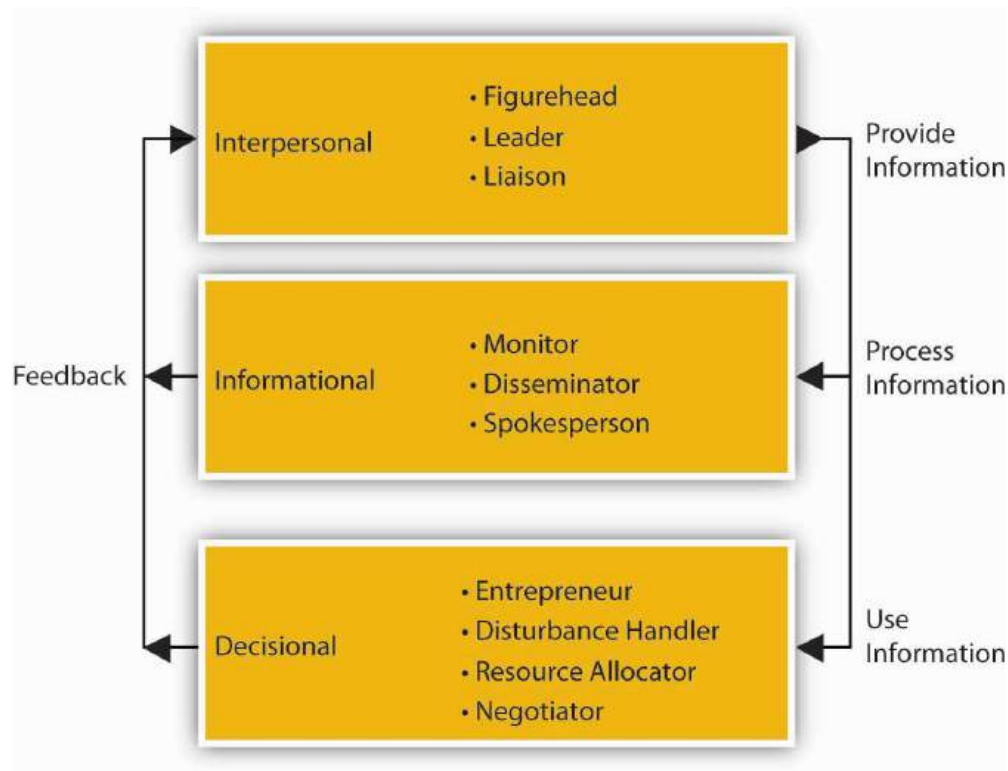 Interpersonal
• Figurehead
• Leader
• Liaison
Provide
Information
Feedback
Informational
• Monitor
• Disseminator
• Spokesperson
Process
Information
Decisional
• Entrepreneur
• Disturbance Handler
• Resource Allocator
• Negotiator
Use
Information